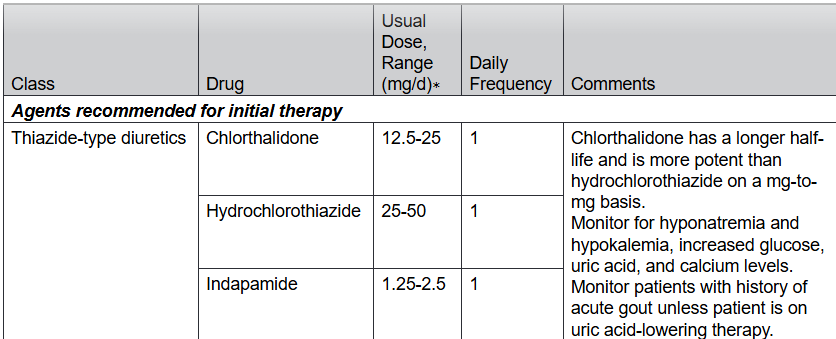 Class
Drug
Usual
Dose,
Range
(mg/d)*
Daily
Frequency
Comments
Agents recommended for initial therapy
Thiazide-type diuretics
Chlorthalidone
12.5-25
1
Chlorthalidone has a longer half-
life and is more potent than
hydrochlorothiazide on a mg-to-
mg basis.
Monitor for hyponatremia and
hypokalemia, increased glucose,
uric acid, and calcium levels.
Monitor patients with history of
acute gout unless patient is on
uric acid-lowering therapy.
Hydrochlorothiazide
25-50
1
Indapamide
1.25-2.5
1